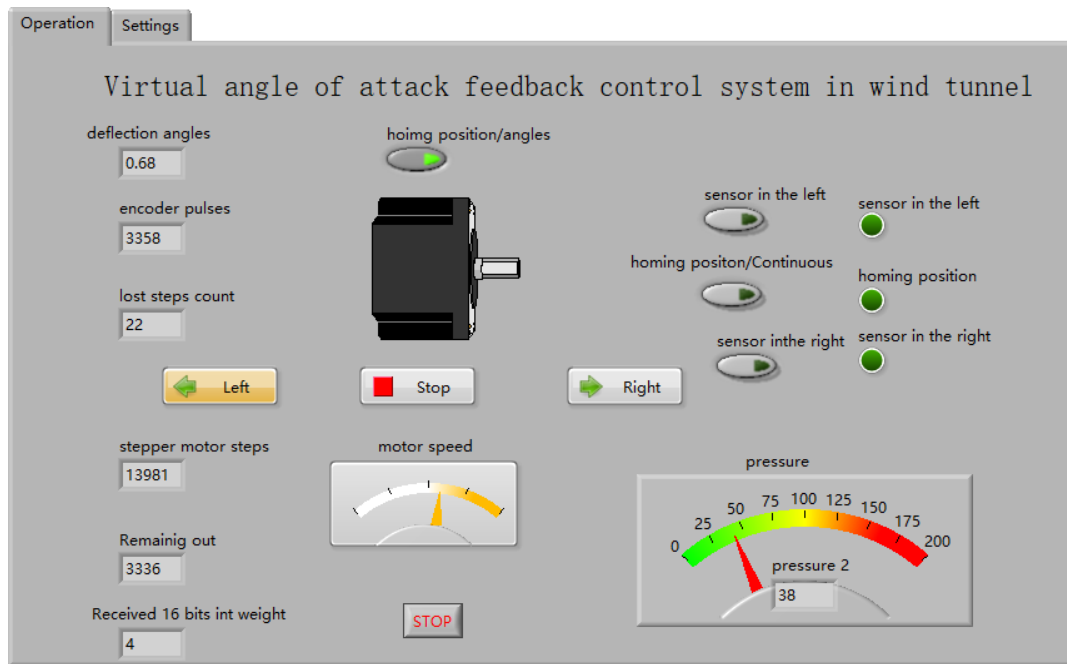 Operation
Settings
Virtual angle of attack feedback control system in wind tunnel
deflection angles
0.68
hoimg position/angles
encoder pulses
3358
sensor in the left
sensor in the left
homing positon/Continuous
homing position
lost steps count
22
sensor inthe right
sensor in the right
Left
Stop
Right
stepper motor steps
13981
motor speed
pressure
0
25
50
75
100
125
150
175
200
pressure 2
38
Remainig out
3336
Received 16 bits int weight
4
STOP